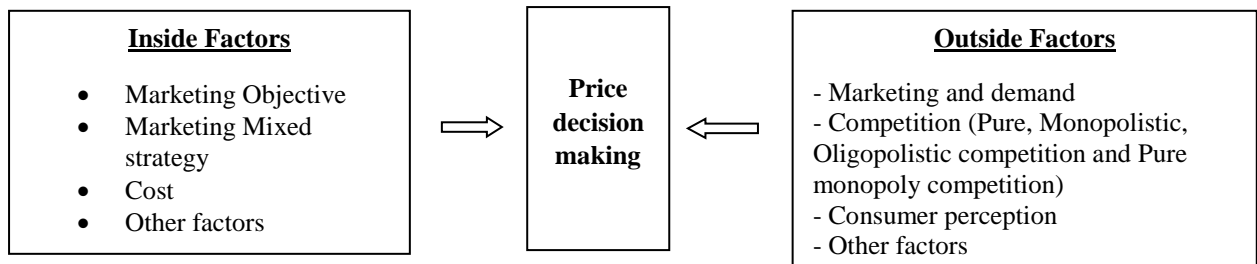 Inside Factors
• Marketing Objective
• Marketing Mixed
strategy
• Cost
• Other factors
Price
decision
making
Outside Factors
- Marketing and demand
- Competition (Pure, Monopolistic,
Oligopolistic competition and Pure
monopoly competition)
- Consumer perception
- Other factors